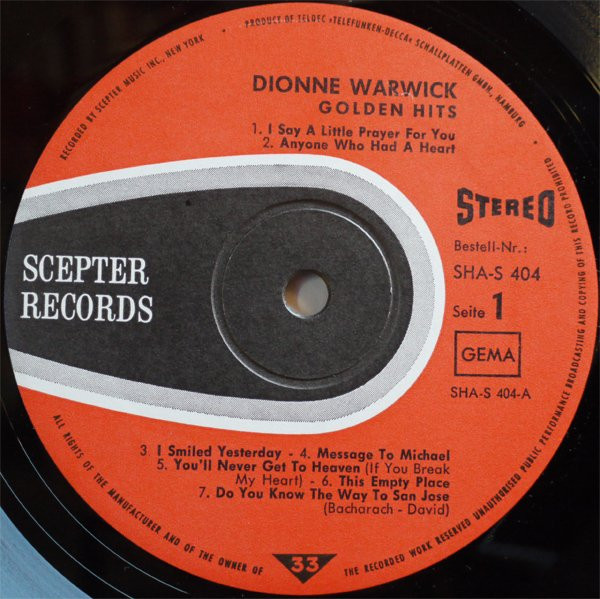 RECORDED BY SCEPTER MUSIC INC., NEW YORK • PRODUCT OF TELDEC »TELEFUNKEN-DECCA« SCHALLPLATTEN GMBH, HAMBURG
DIONNE WARWICK
GOLDEN HITS
1. I Say A Little Prayer For You
2. Anyone Who Had A Heart
STEREO
Bestell-Nr.:
SHA-S 404
Seite 1
GEMA
SHA-S 404-A
SCEPTER
RECORDS
3. I Smiled Yesterday - 4. Message To Michael
5. You'll Never Get To Heaven (If You Break
My Heart) - 6. This Empty Place
7. Do You Know The Way To San Jose
(Bacharach - David)
33
ALL RIGHTS OF THE MANUFACTURER AND OF THE OWNER OF THE RECORDED WORK RESERVED UNAUTHORISED PUBLIC PERFORMANCE BROADCASTING AND COPYING OF THIS RECORD PROHIBITED